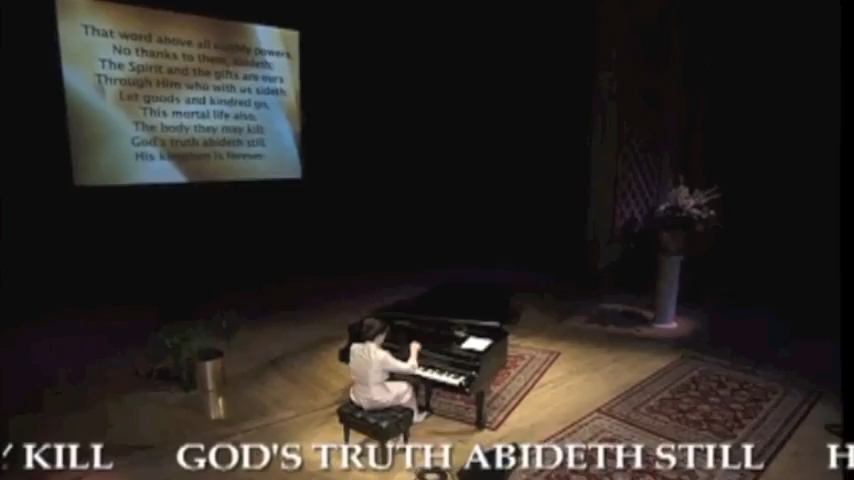 That word above all earthly powers
No thanks to them, abideth;
The Spirit and the gifts are ours
Through Him who with us sideth
Let goods and kindred go,
This mortal life also,
The body they may kill
God's truth abideth still
His kingdom is forever
Y KILL GOD'S TRUTH ABIDETH STILL H